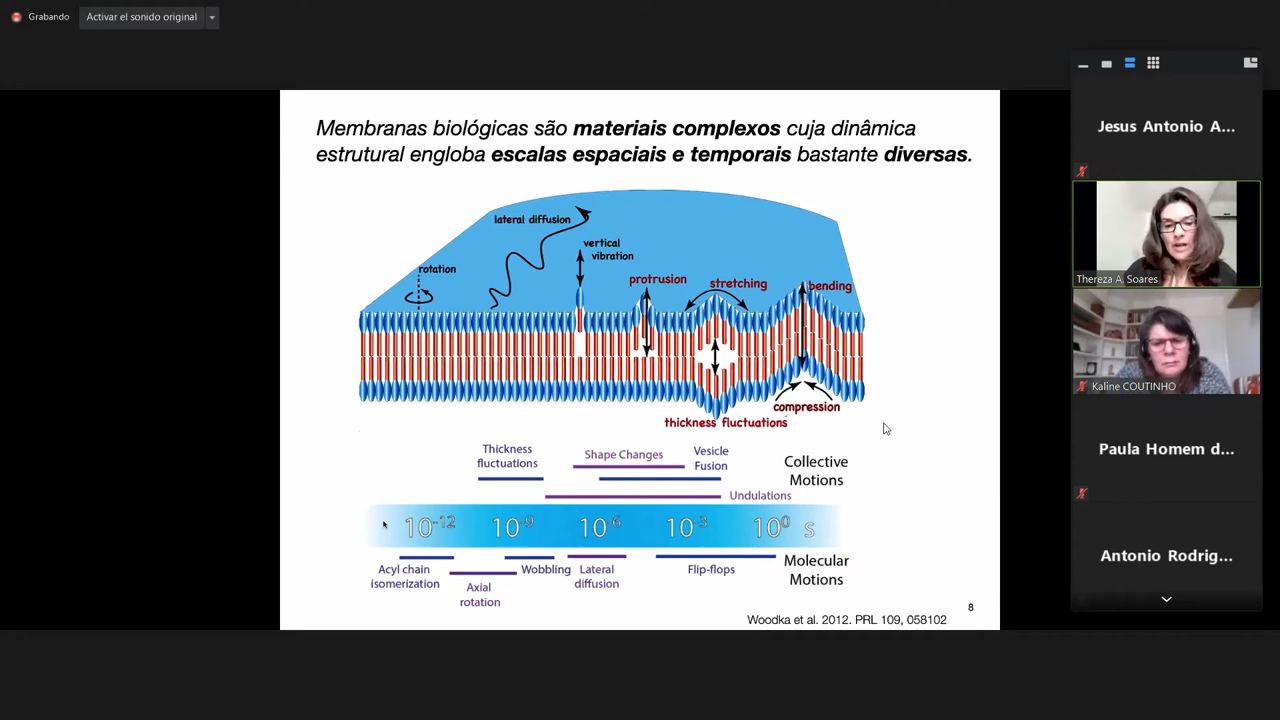 Grabando
Activar el sonido original
Membranas biológicas são materiais complexos cuja dinâmica
estrutural engloba escalas espaciais e temporais bastante diversas.
lateral diffusion
vertical
vibration
rotation
protrusion
stretching
bending
compression
thickness fluctuations
Thickness
fluctuations
Shape Changes
Vesicle
Fusion
Collective
Motions
Undulations
10-12 10-9 10-6 10-3 100 s
Acyl chain
isomerization
Axial
rotation
Wobbling
Lateral
diffusion
Flip-flops
Molecular
Motions
8
Woodka et al. 2012. PRL 109, 058102
Jesus Antonio A...
Thereza A. Soares
Kaline COUTINHO
Paula Homem d...
Antonio Rodrig...